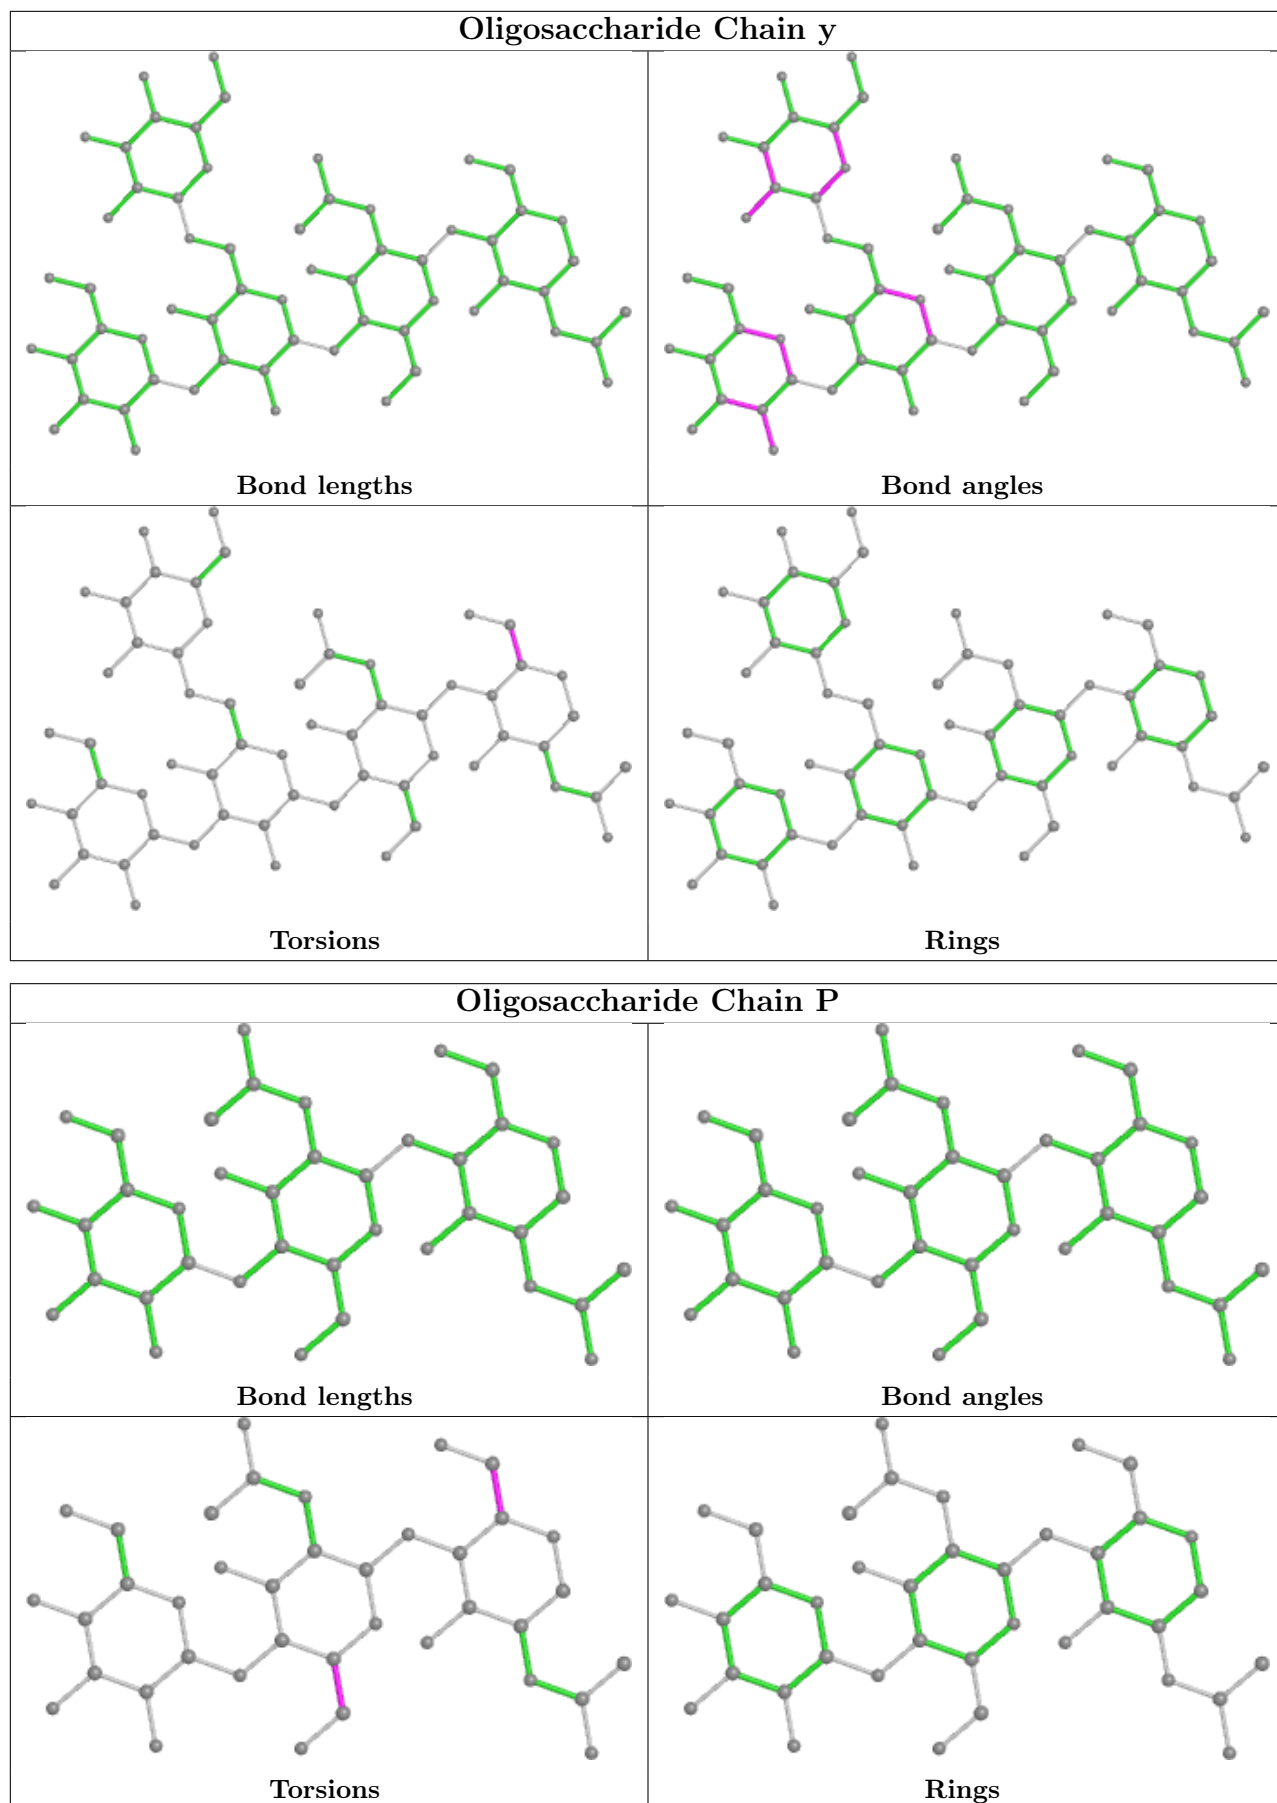 Oligosaccharide Chain y
Bond lengths
Bond angles
Torsions
Rings
Oligosaccharide Chain P
Bond lengths
Bond angles
Torsions
Rings